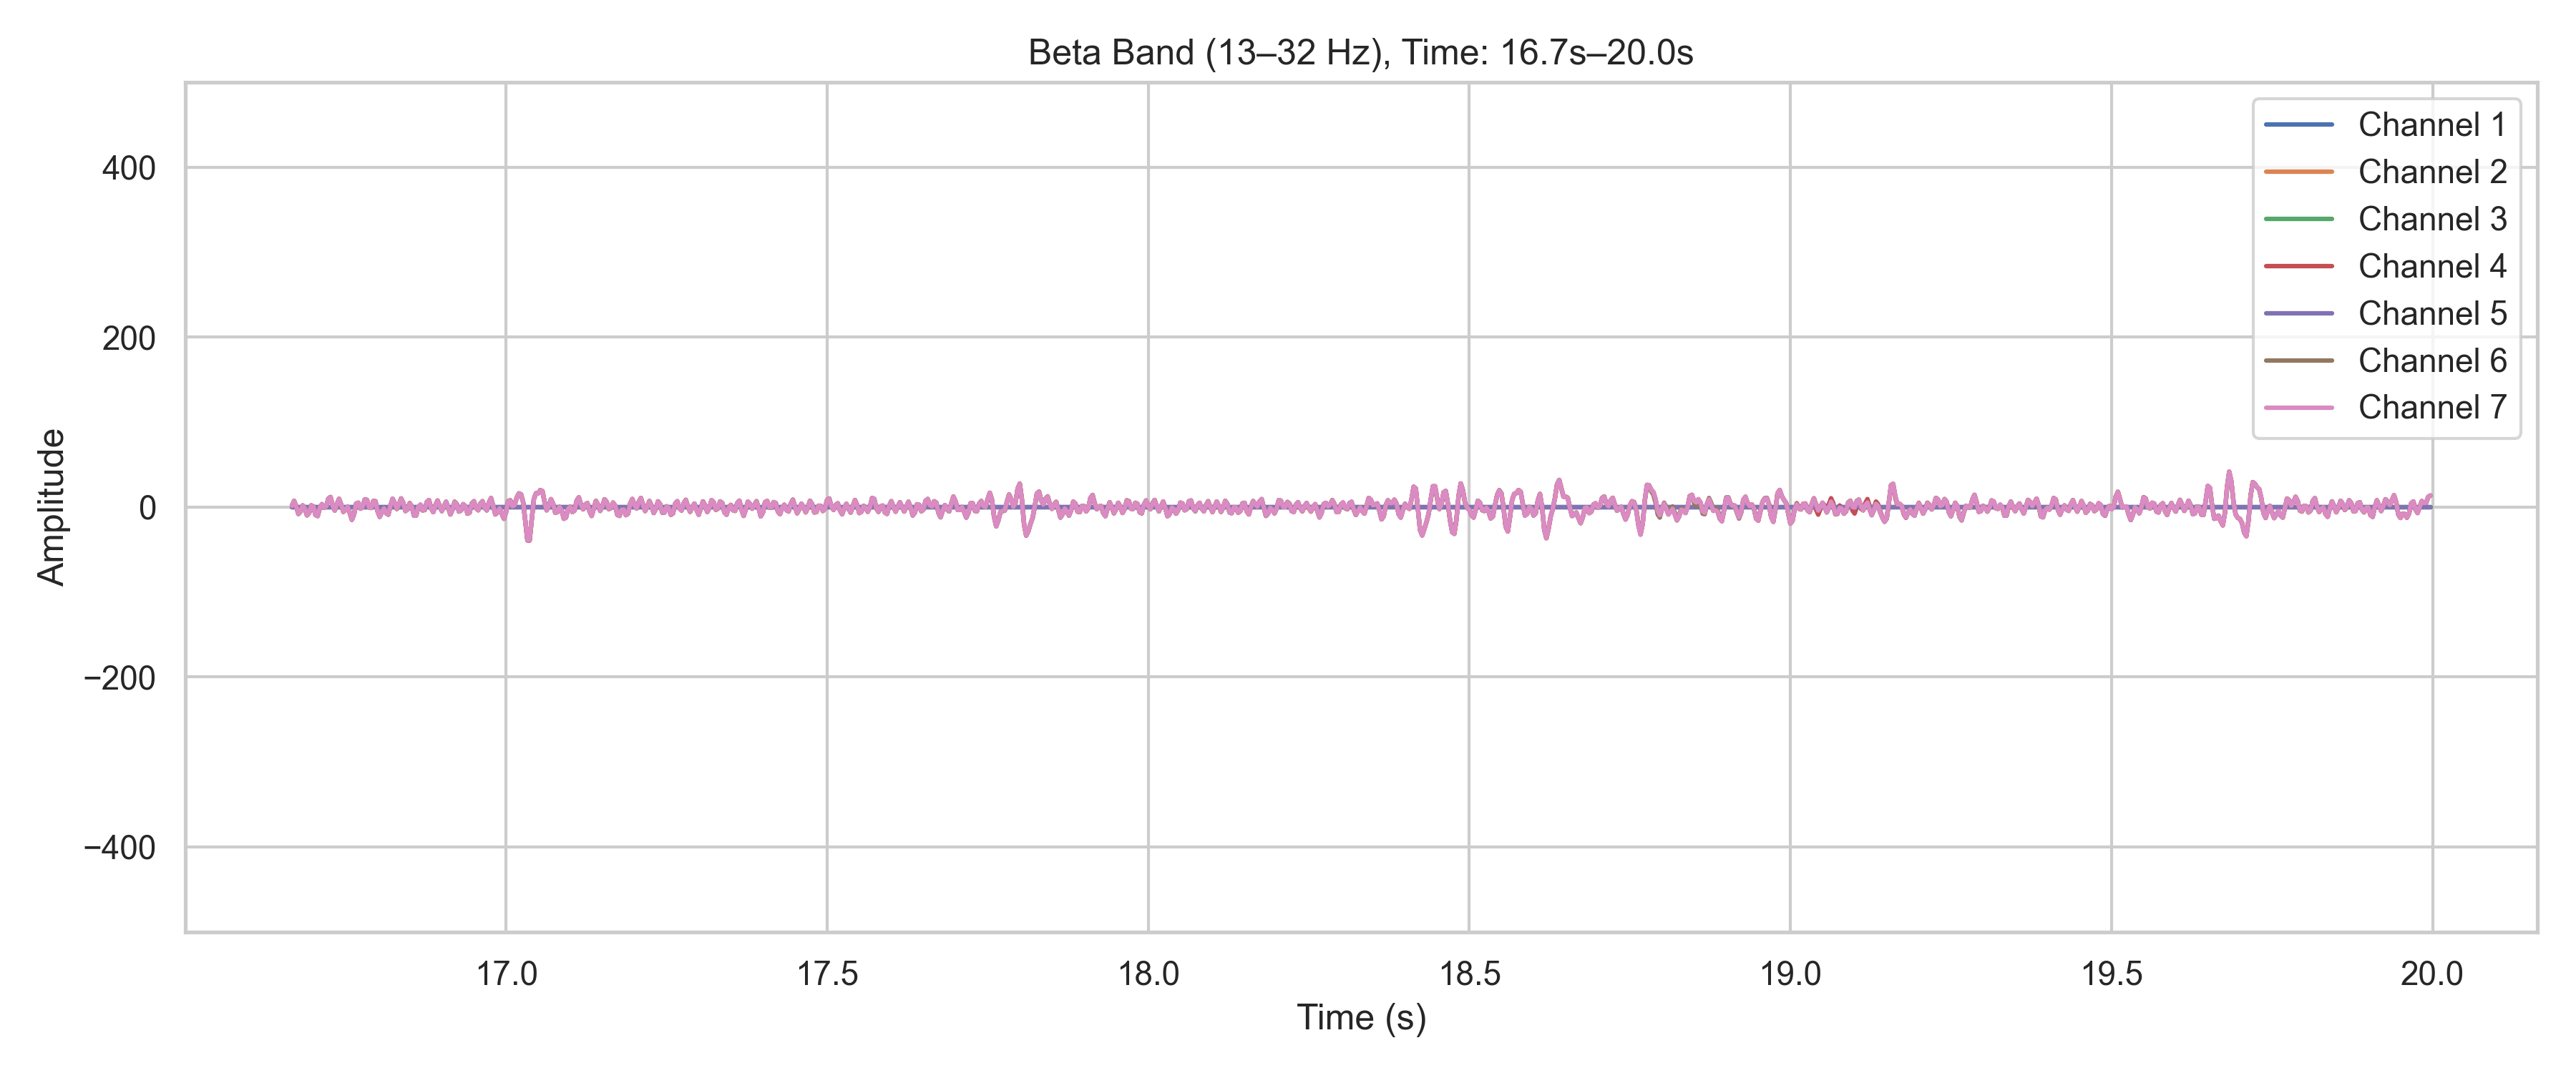 Beta Band (13–32 Hz), Time: 16.7s–20.0s
Channel 1
Channel 2
Channel 3
Channel 4
Channel 5
Channel 6
Channel 7
Amplitude
400
200
0
−200
−400
17.0 17.5 18.0 18.5 19.0 19.5 20.0
Time (s)